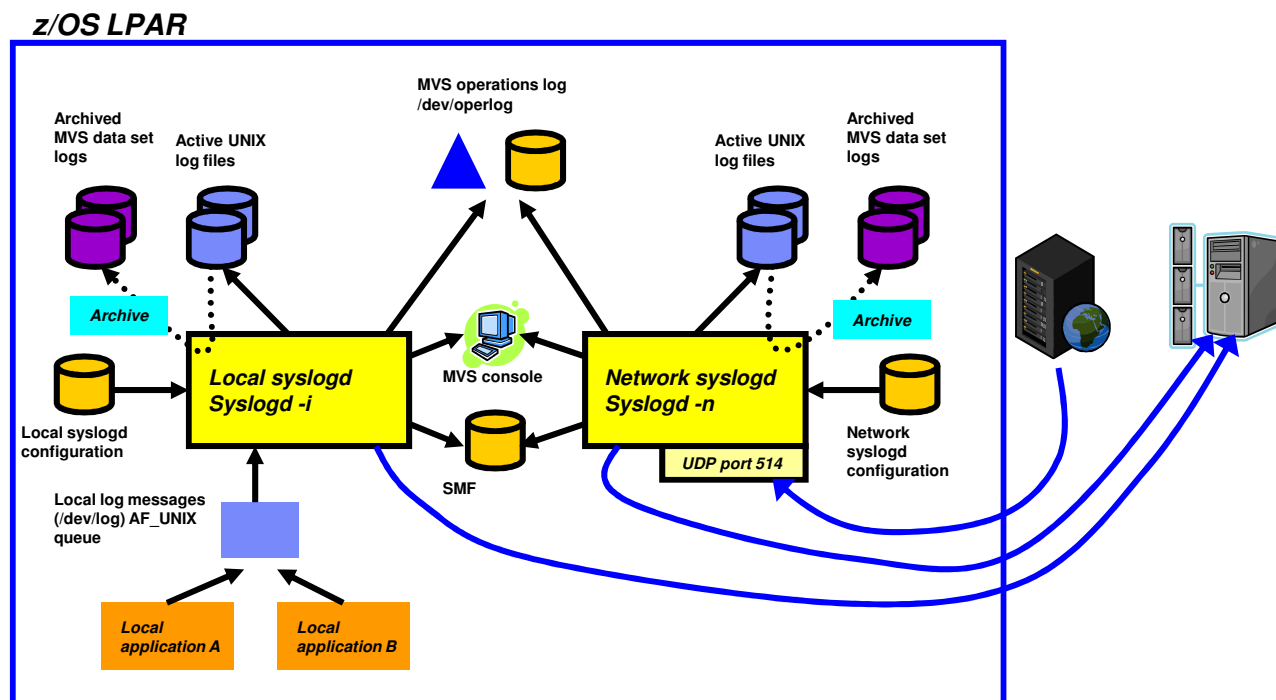 z/OS LPAR
MVS operations log
/dev/operlog
Archived
MVS data set
logs
Active UNIX
log files
Active UNIX
log files
Archived
MVS data set
logs
Archive
Archive
Local syslogd
Syslogd -i
MVS console
Network syslogd
Syslogd -n
Local syslogd
configuration
SMF
UDP port 514
Network
syslogd
configuration
Local log messages
(/dev/log) AF_UNIX
queue
Local
application A
Local
application B